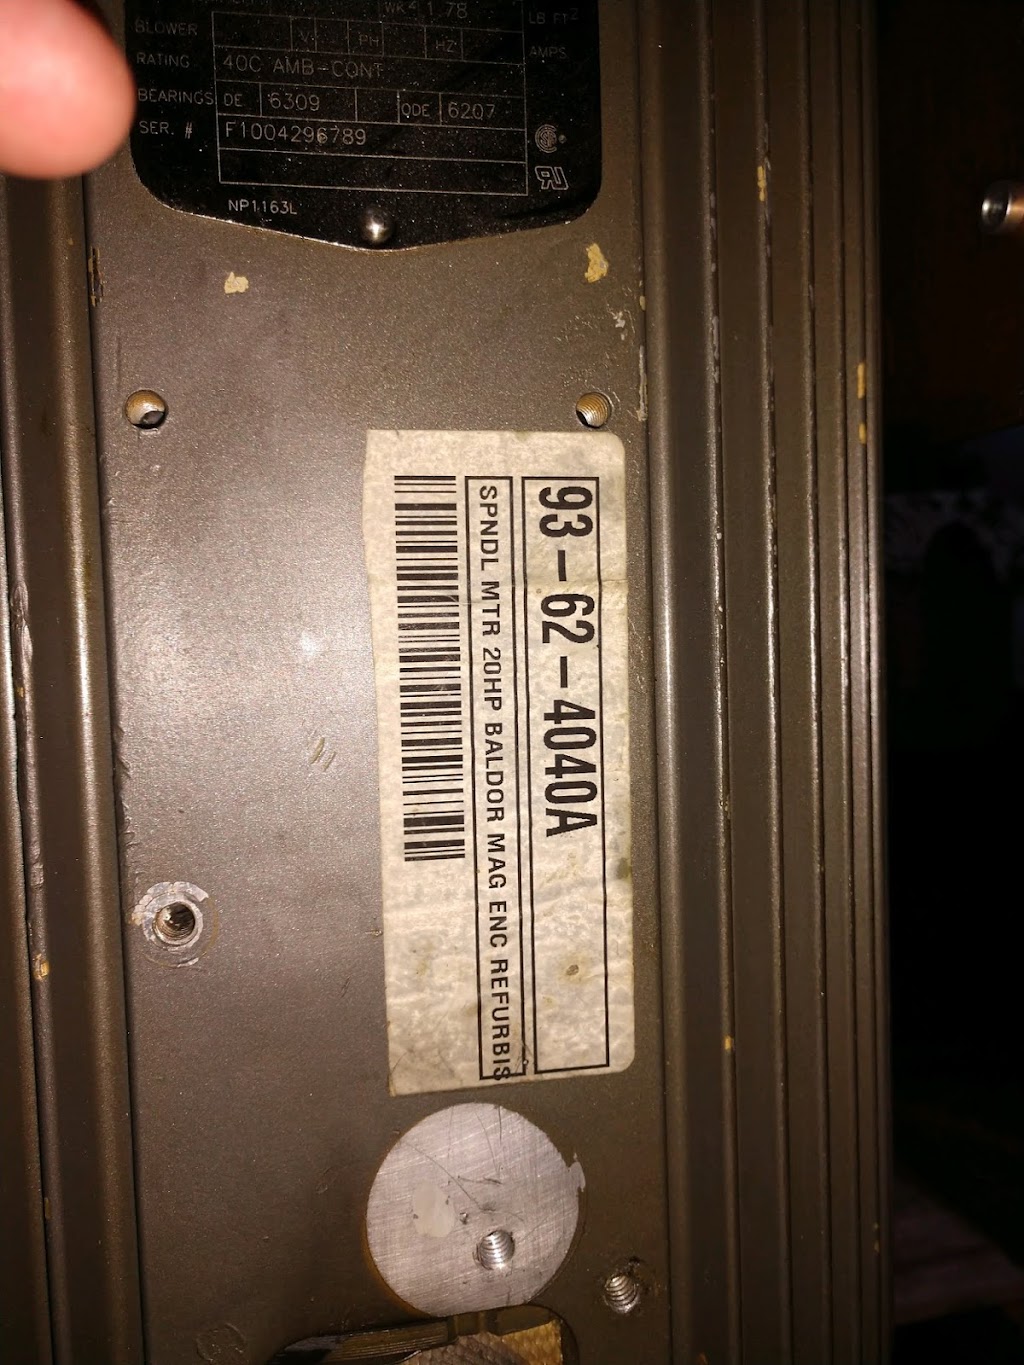 WK² 1.78
LB FT²
BLOWER V PH HZ AMPS
RATING 40C AMB-CONT
BEARINGS DE 6309 ODE 6207
SER. # F1004296789
NP1163L
93-62-4040A
SPNDL MTR 20HP BALDOR MAG ENC REFURBIS